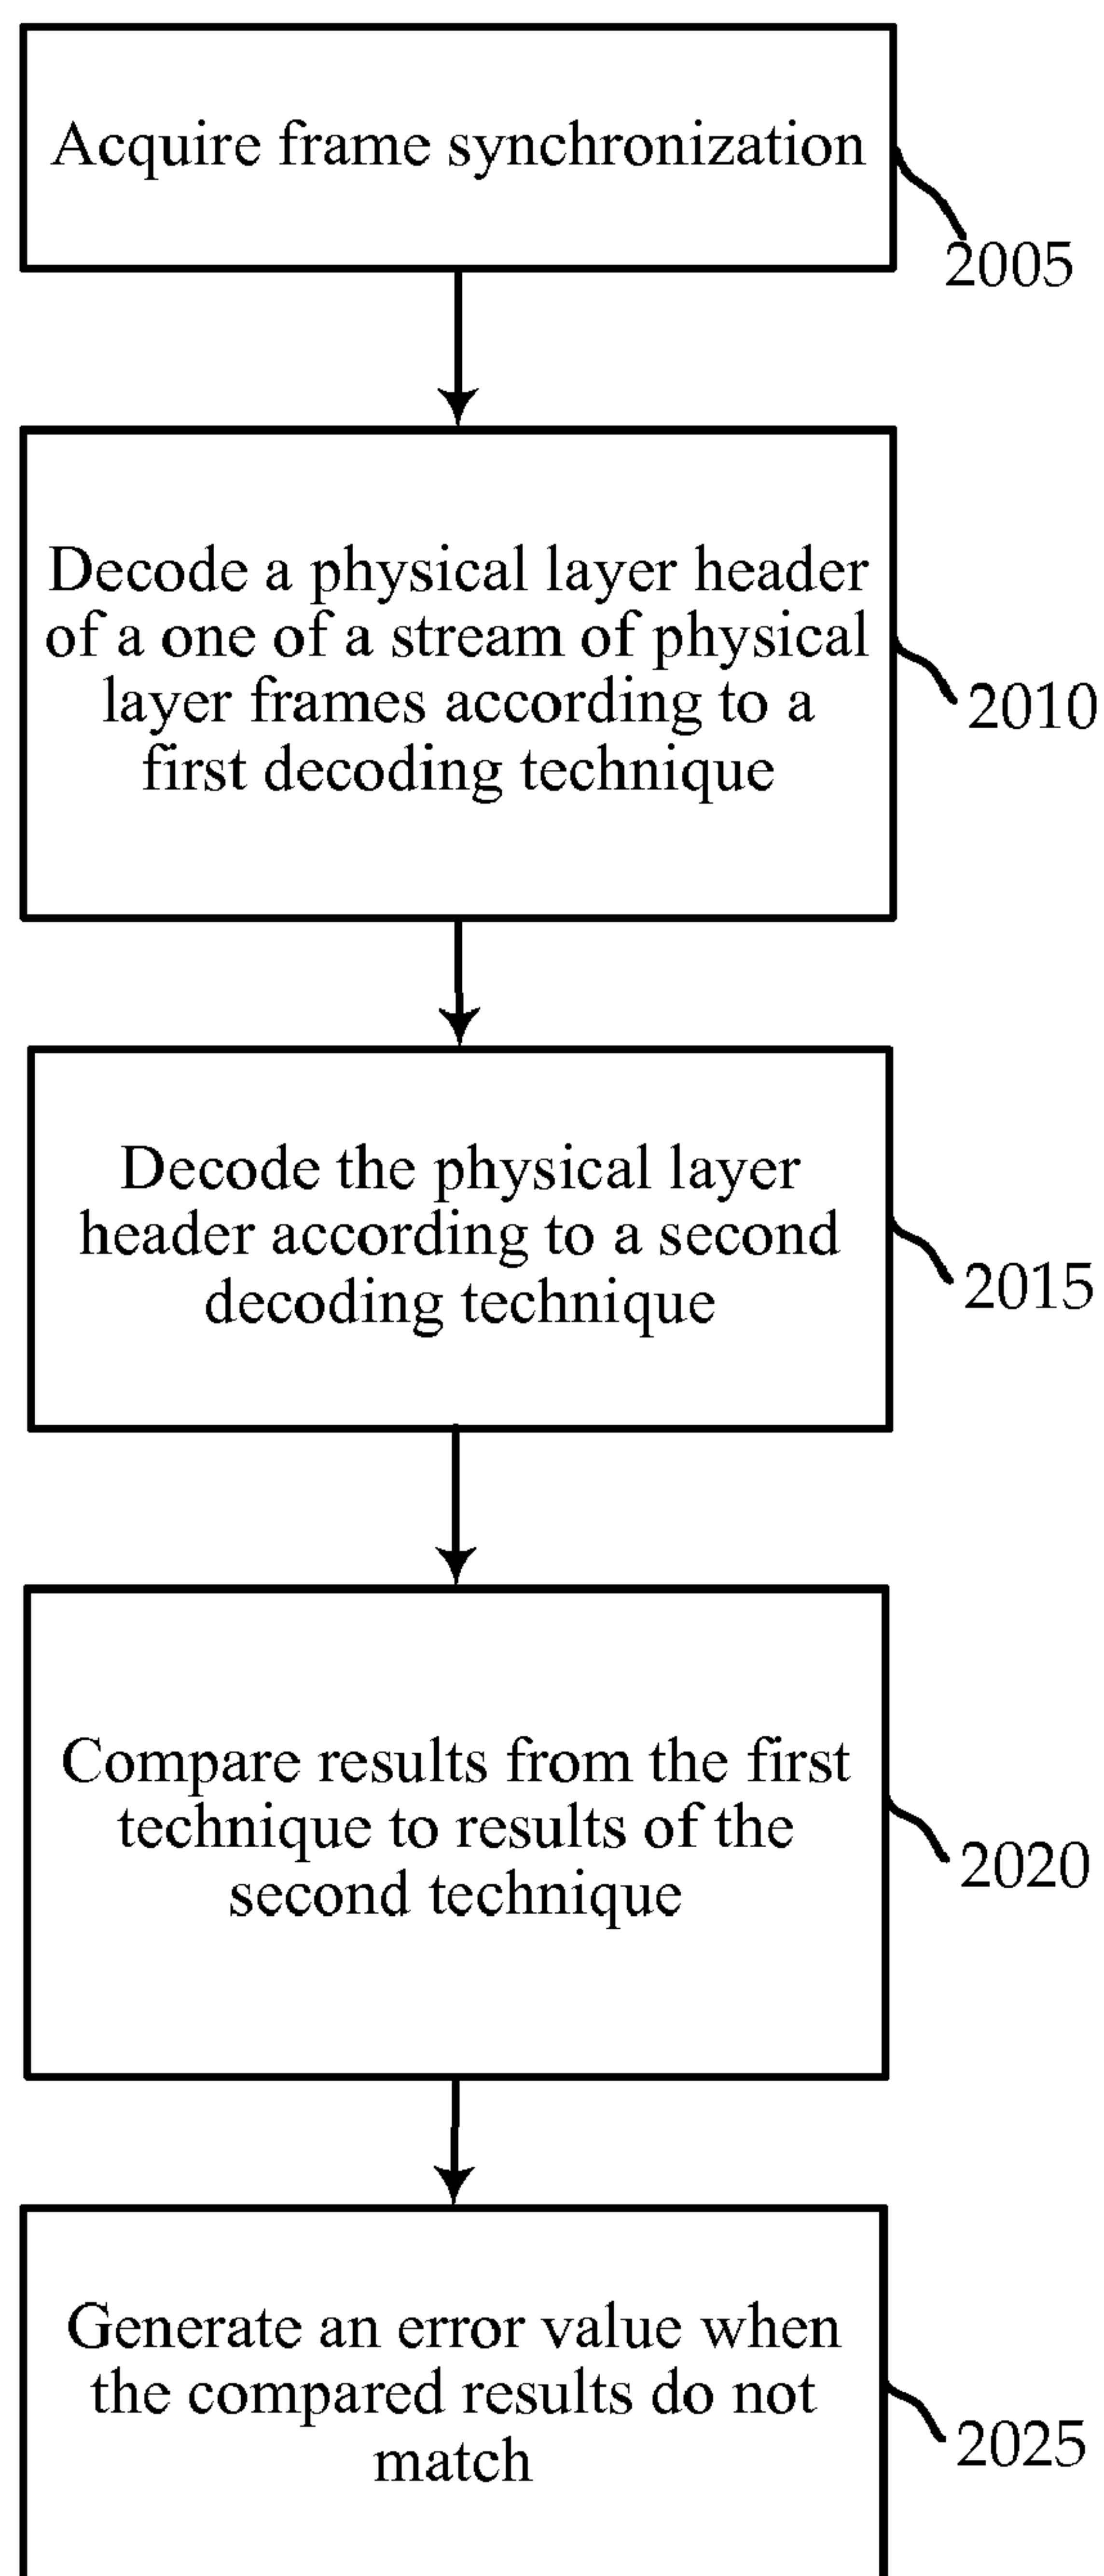 Acquire frame synchronization
2005
Decode a physical layer header
of a one of a stream of physical
layer frames according to a
first decoding technique
2010
Decode the physical layer
header according to a second
decoding technique
2015
Compare results from the first
technique to results of the
second technique
2020
Generate an error value when
the compared results do not
match
2025